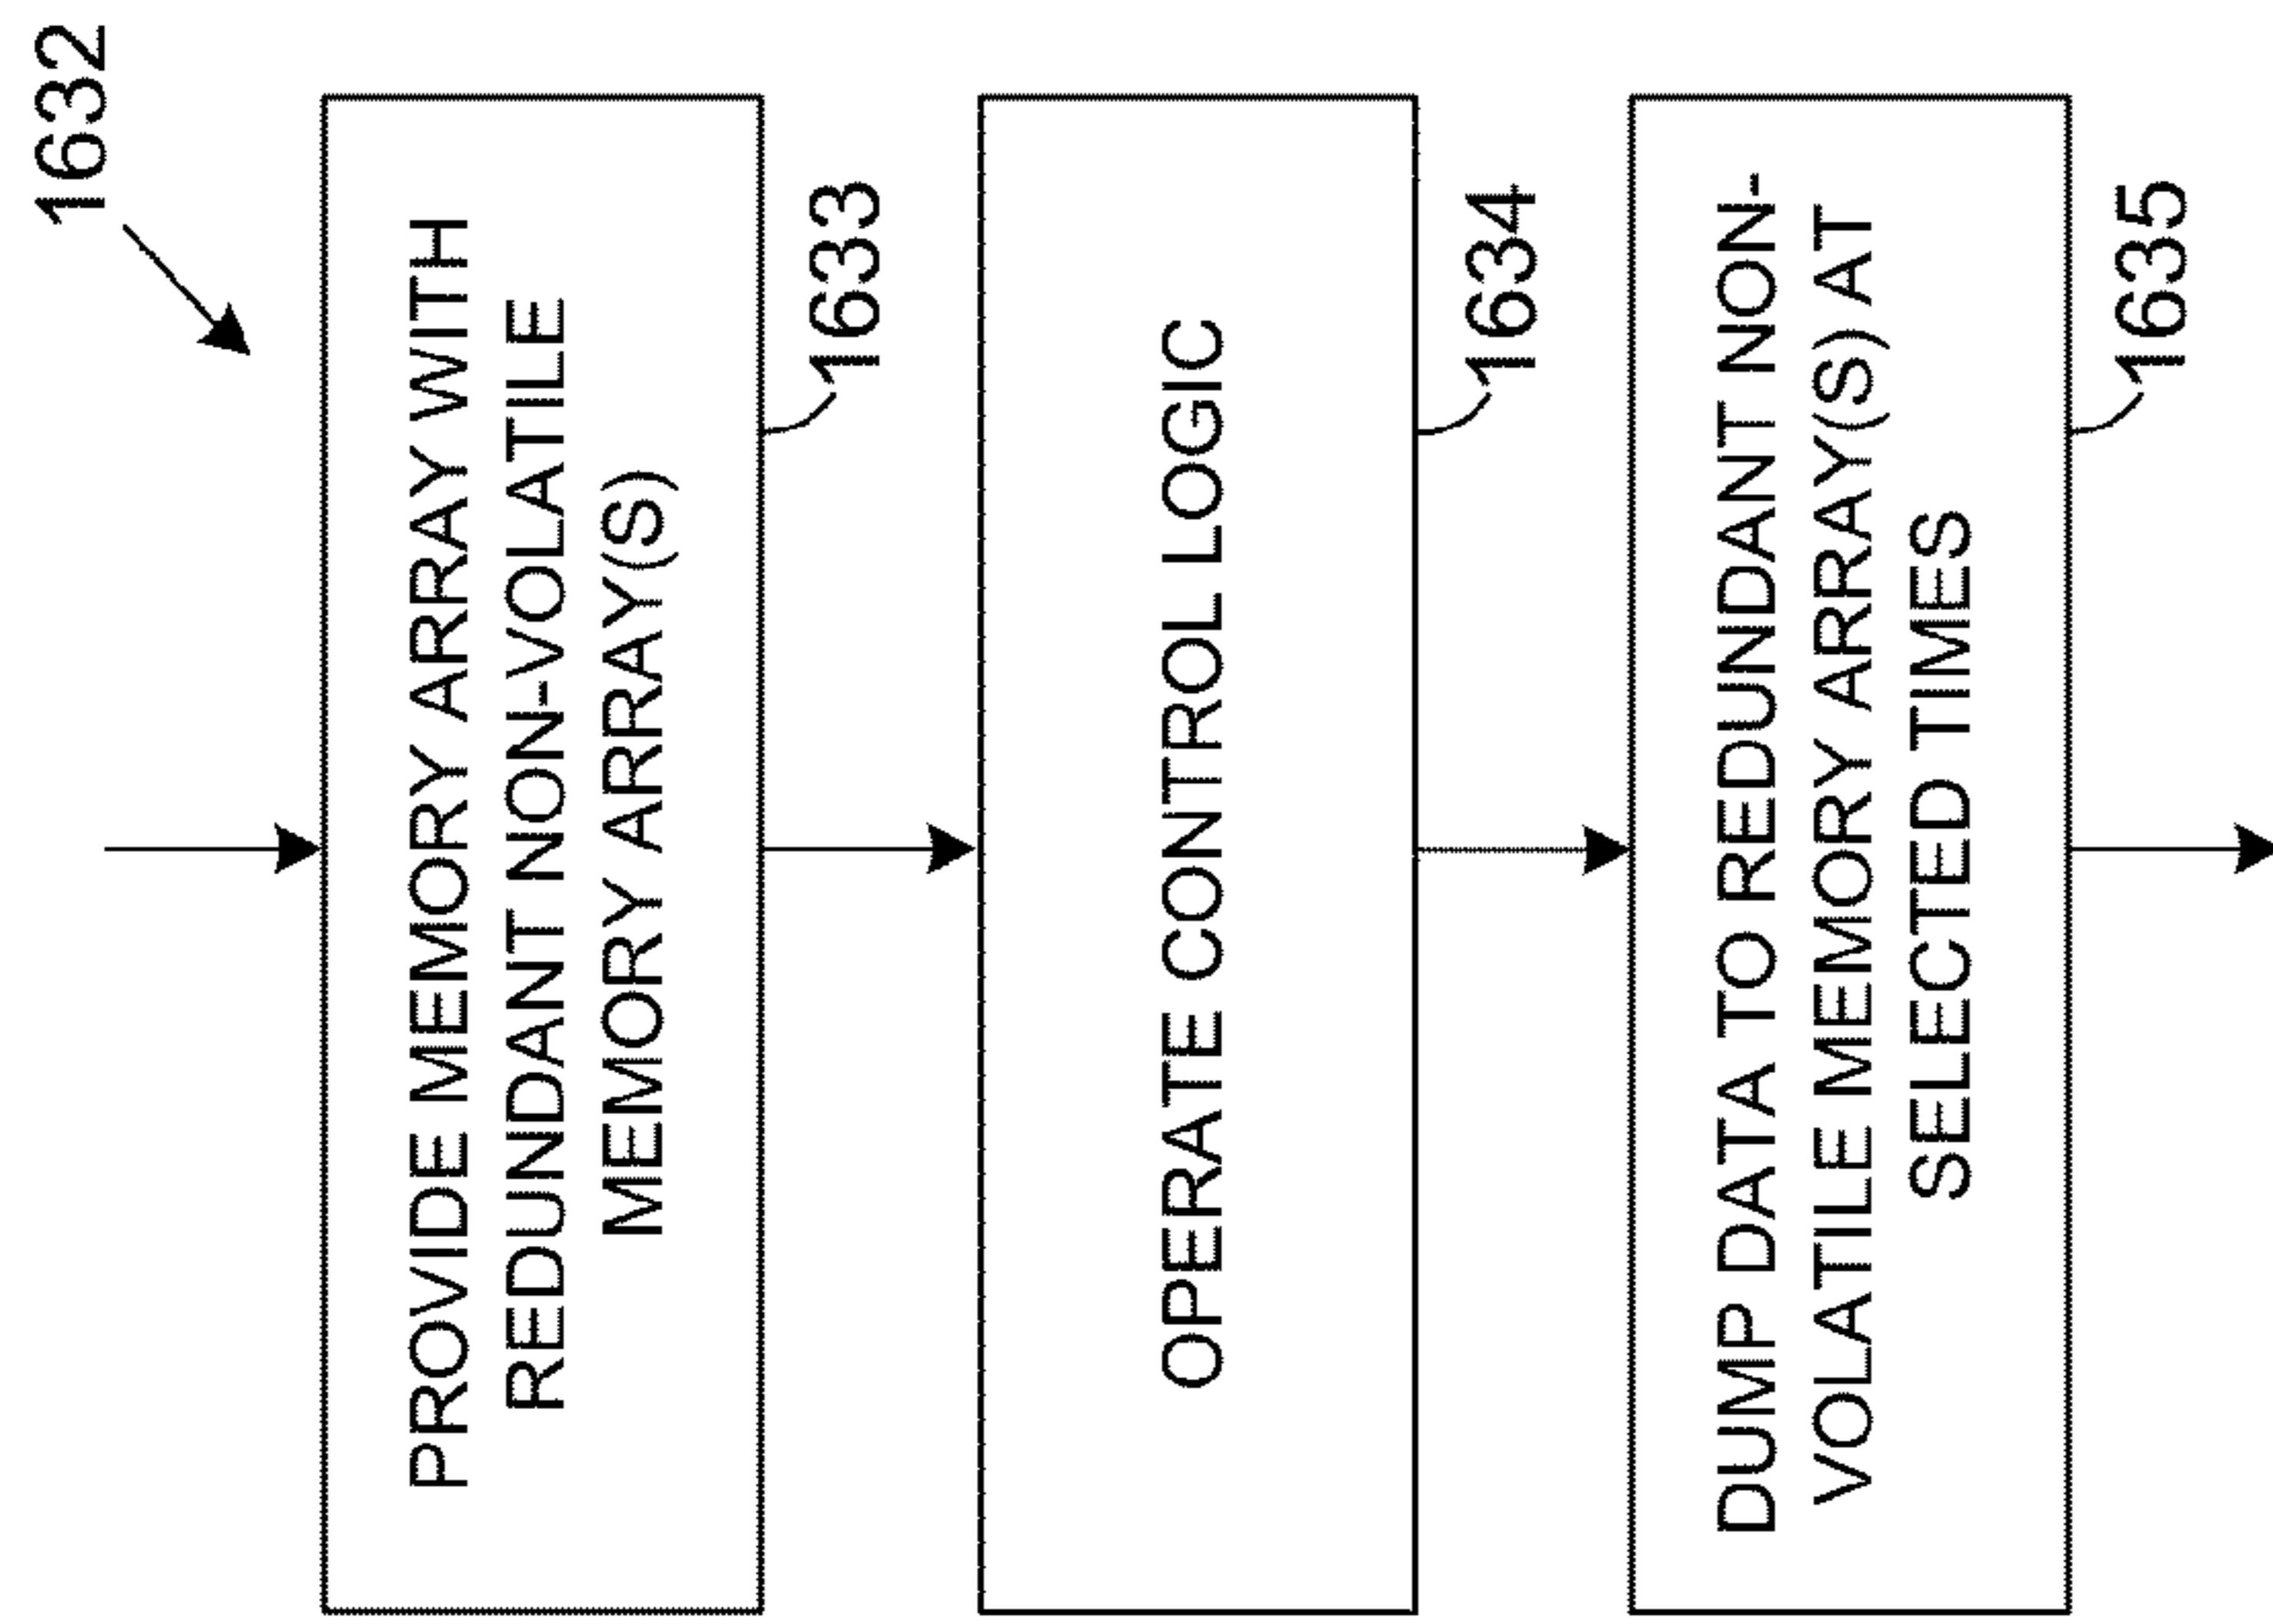 1632
PROVIDE MEMORY ARRAY WITH
REDUNDANT NON-VOLATILE
MEMORY ARRAY(S)
1633
OPERATE CONTROL LOGIC
1634
DUMP DATA TO REDUNDANT NON-
VOLATILE MEMORY ARRAY(S) AT
SELECTED TIMES
1635